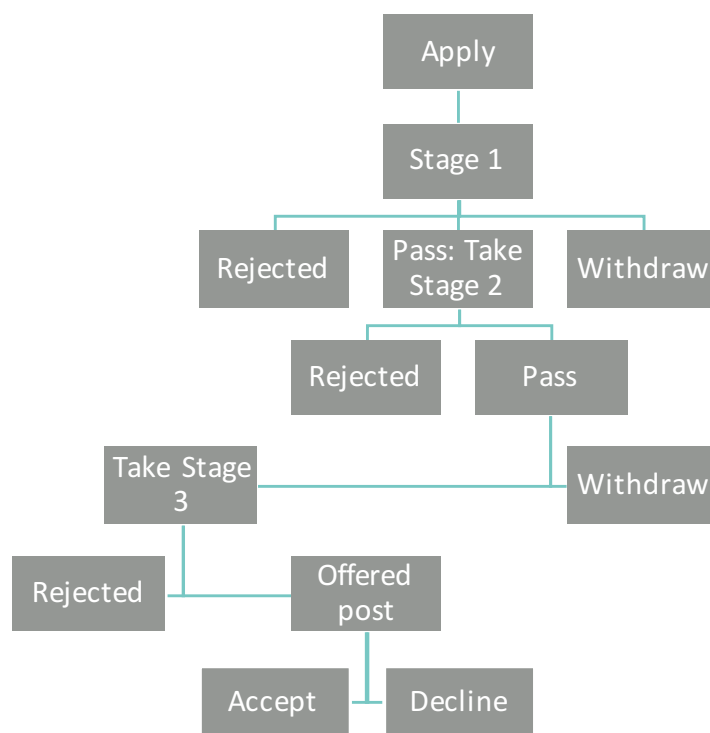 Apply
Stage 1
Rejected
Pass: Take
Stage 2
Withdraw
Rejected
Pass
Take Stage
3
Withdraw
Rejected
Offered
post
Accept
Decline